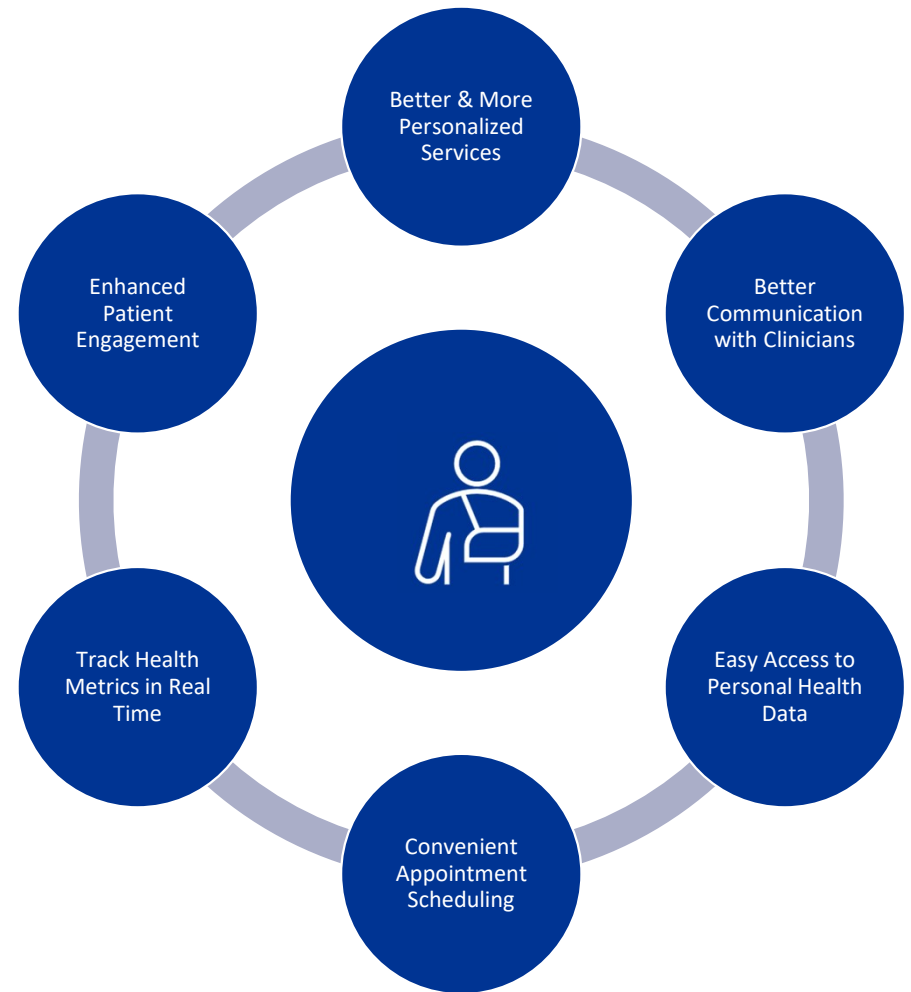 Better & More
Personalized
Services
Better
Communication
with Clinicians
Easy Access to
Personal Health
Data
Convenient
Appointment
Scheduling
Track Health
Metrics in Real
Time
Enhanced
Patient
Engagement